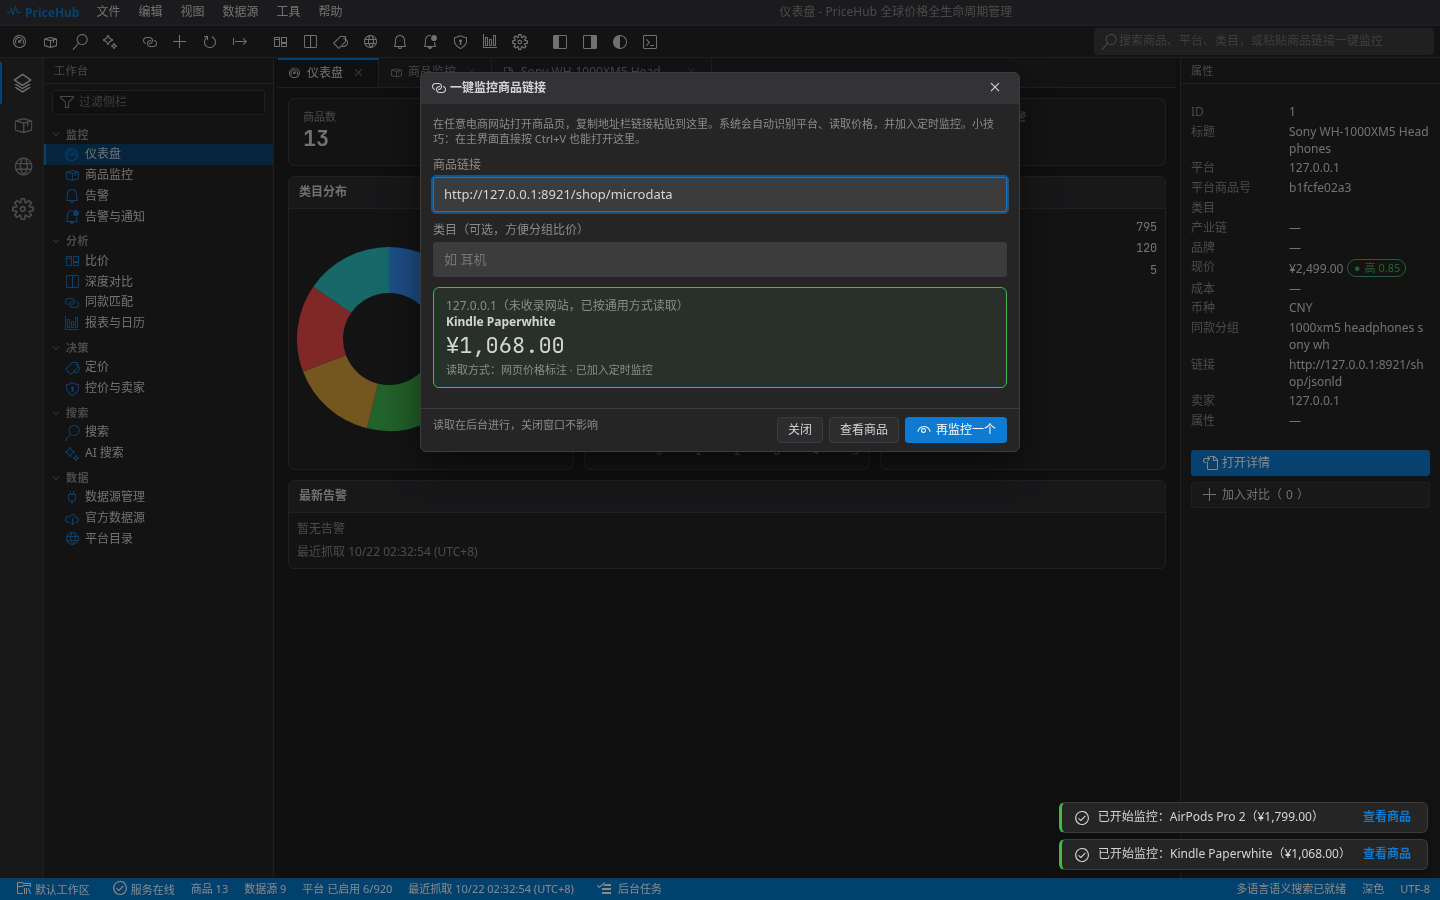 PriceHub 文件 编辑 视图 数据源 工具 帮助
仪表盘 - PriceHub 全球价格全生命周期管理
搜索商品、平台、类目，或粘贴商品链接一键监控
工作台
过滤侧栏
监控
仪表盘
商品监控
告警
告警与通知
分析
比价
深度对比
同款匹配
报表与日历
决策
定价
控价与卖家
搜索
搜索
AI 搜索
数据
数据源管理
官方数据源
平台目录
仪表盘
商品监控
Sony WH-1000XM5 Head
商品数
13
类目分布
795
120
5
最新告警
暂无告警
最近抓取 10/22 02:32:54 (UTC+8)
一键监控商品链接
在任意电商网站打开商品页，复制地址栏链接粘贴到这里。系统会自动识别平台、读取价格，并加入定时监控。小技
巧：在主界面直接按 Ctrl+V 也能打开这里。
商品链接
http://127.0.0.1:8921/shop/microdata
类目（可选，方便分组比价）
如 耳机
127.0.0.1（未收录网站，已按通用方式读取）
Kindle Paperwhite
¥1,068.00
读取方式：网页价格标注 · 已加入定时监控
读取在后台进行，关闭窗口不影响
关闭
查看商品
再监控一个
属性
ID 1
标题 Sony WH-1000XM5 Head
phones
平台 127.0.0.1
平台商品号 b1fcfe02a3
类目
产业链 —
品牌 —
现价 ¥2,499.00 ● 高 0.85
成本 —
币种 CNY
同款分组 1000xm5 headphones s
ony wh
链接 http://127.0.0.1:8921/sh
op/jsonld
卖家 127.0.0.1
属性 —
打开详情
加入对比（ 0 ）
已开始监控：AirPods Pro 2（¥1,799.00） 查看商品
已开始监控：Kindle Paperwhite（¥1,068.00） 查看商品
默认工作区 服务在线 商品 13 数据源 9 平台 已启用 6/920 最近抓取 10/22 02:32:54 (UTC+8) 后台任务
多语言语义搜索已就绪 深色 UTF-8